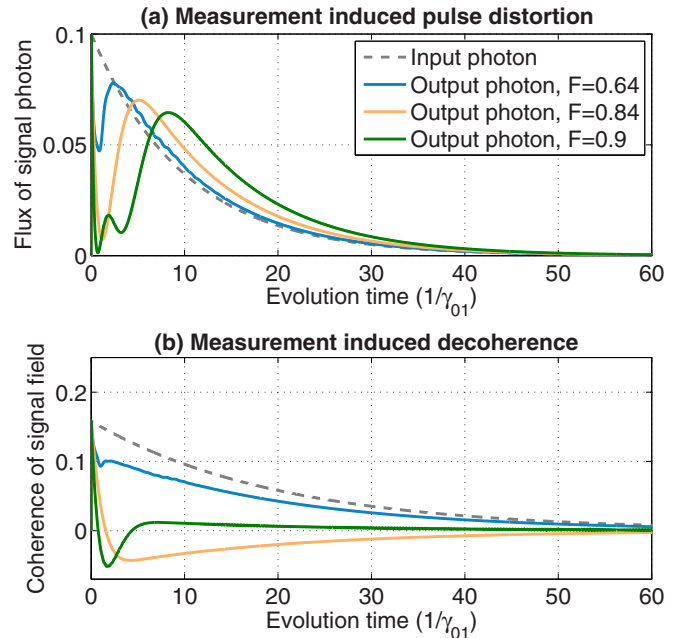 (a) Measurement induced pulse distortion
0.1
0.05
0
Flux of signal photon
Input photon
Output photon, F=0.64
Output photon, F=0.84
Output photon, F=0.9
0 10 20 30 40 50 60
Evolution time (1/γ01)
(b) Measurement induced decoherence
0.2
0.1
0
Coherence of signal field
0 10 20 30 40 50 60
Evolution time (1/γ01)